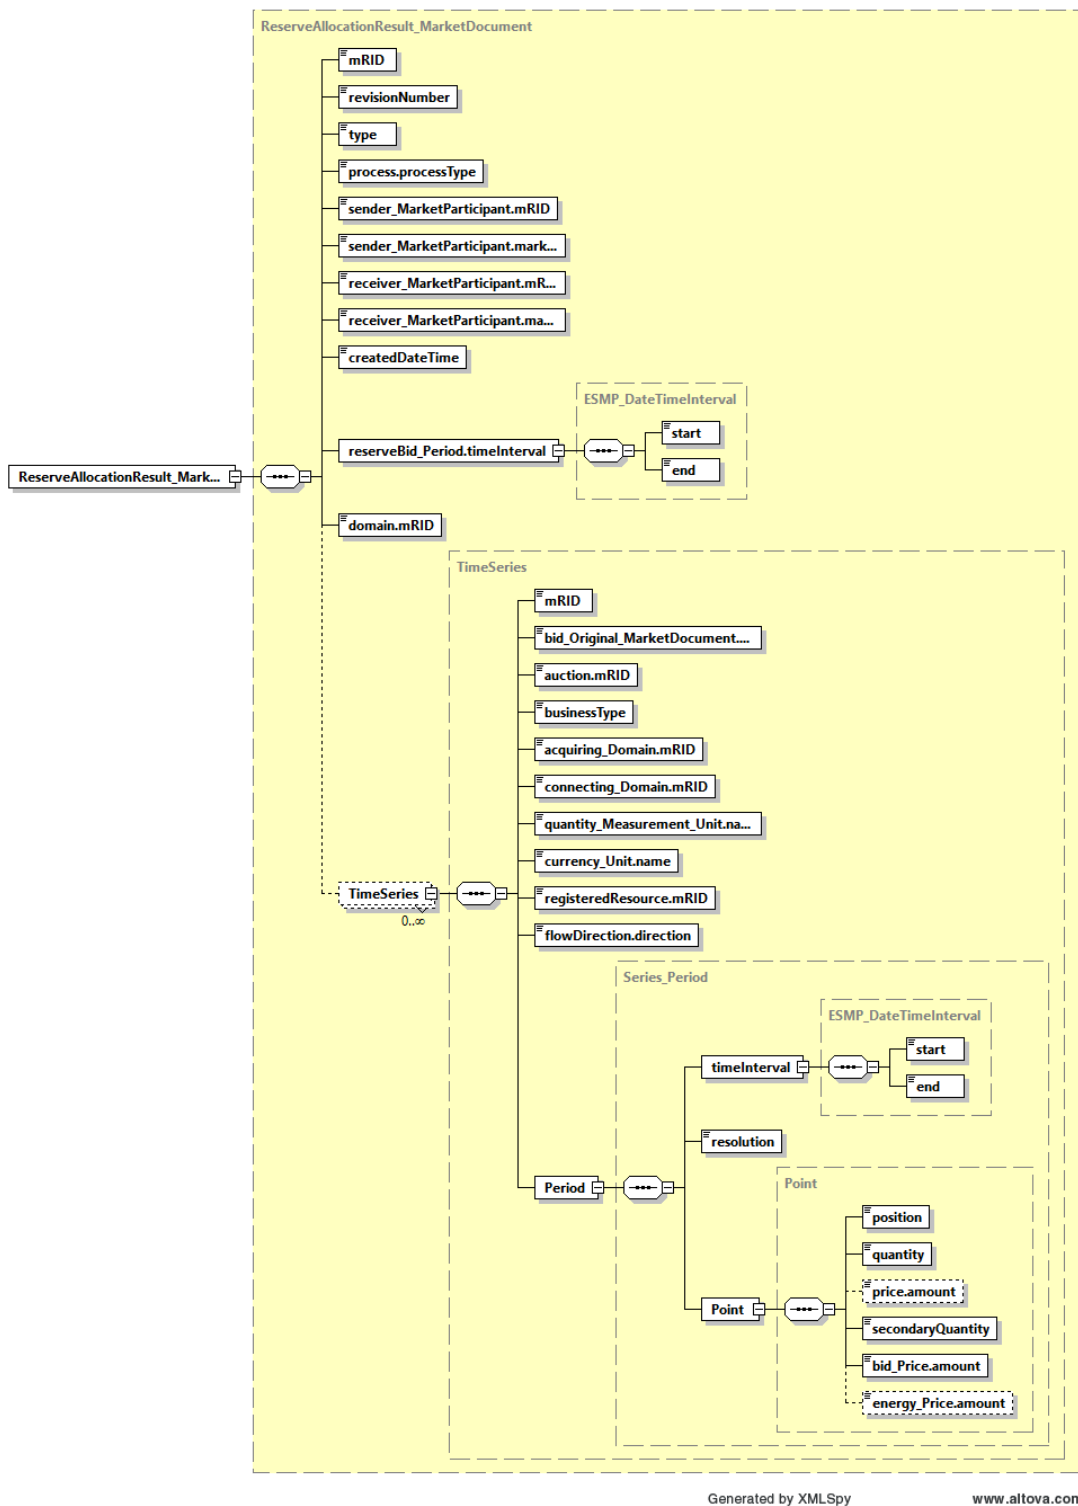 ReserveAllocationResult_MarketDocument
mRID
revisionNumber
type
process.processType
sender_MarketParticipant.mRID
sender_MarketParticipant.mark...
receiver_MarketParticipant.mR...
receiver_MarketParticipant.ma...
createdDateTime
ESMP_DateTimeInterval
start
reserveBid_Period.timeInterval
end
ReserveAllocationResult_Mark...
domain.mRID
TimeSeries
mRID
bid_Original_MarketDocument....
auction.mRID
businessType
acquiring_Domain.mRID
connecting_Domain.mRID
quantity_Measurement_Unit.na...
currency_Unit.name
TimeSeries
0..∞
registeredResource.mRID
flowDirection.direction
Series_Period
ESMP_DateTimeInterval
start
timeInterval
end
resolution
Period
Point
position
quantity
price.amount
Point
secondaryQuantity
bid_Price.amount
energy_Price.amount
Generated by XMLSpy
www.altova.com